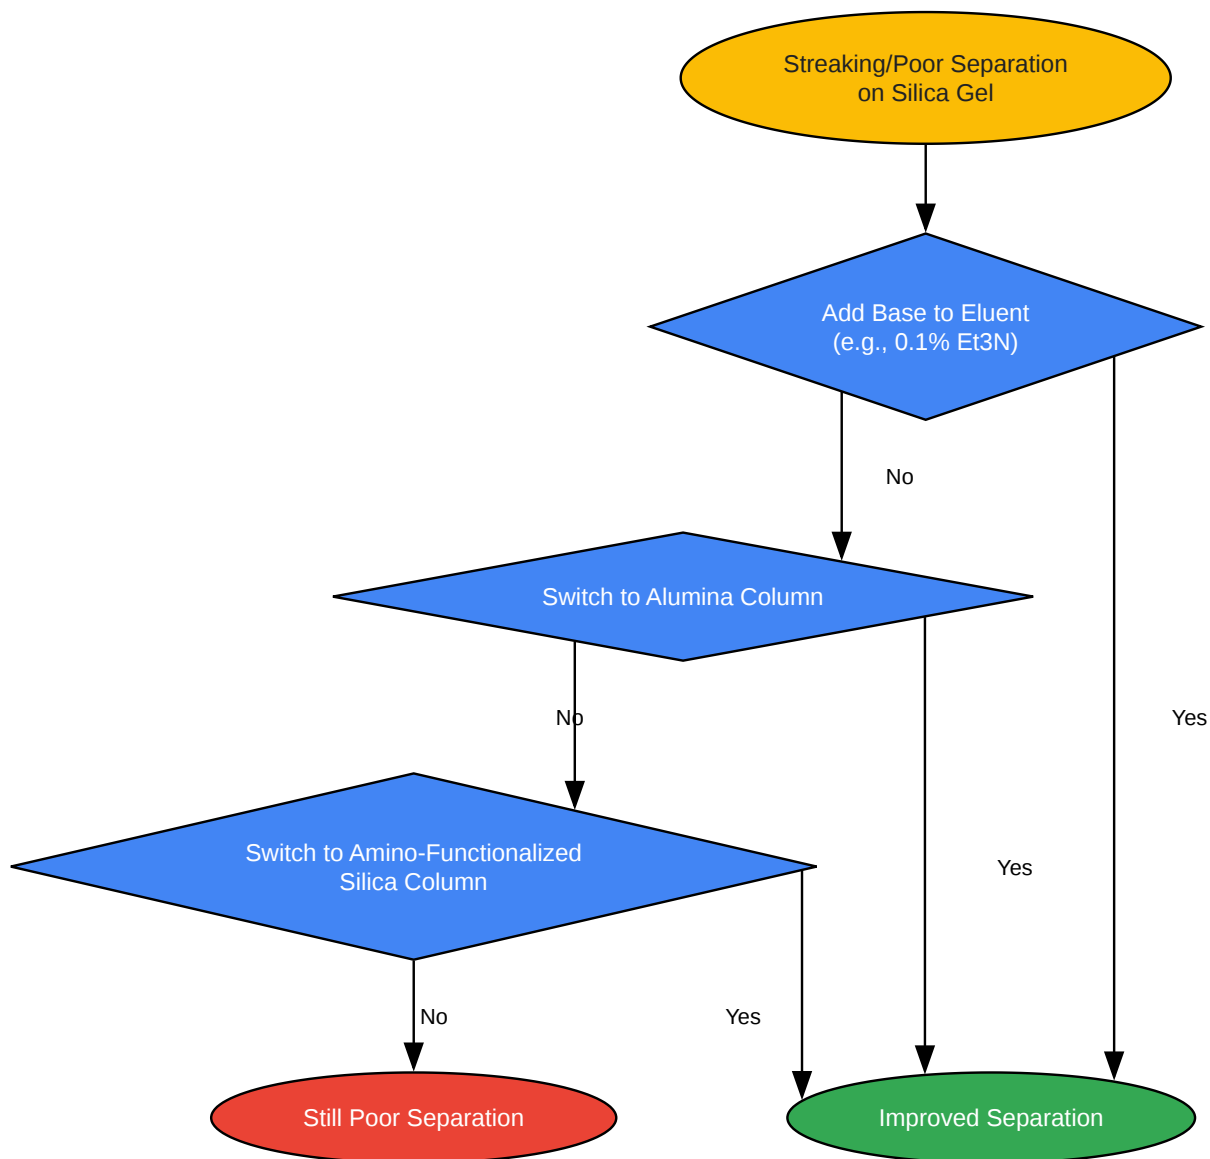 Streaking/Poor Separation
on Silica Gel
Add Base to Eluent
(e.g., 0.1% Et3N)
No
Switch to Alumina Column
No
Yes
Switch to Amino-Functionalized
Silica Column
Yes
No
Yes
Still Poor Separation
Improved Separation